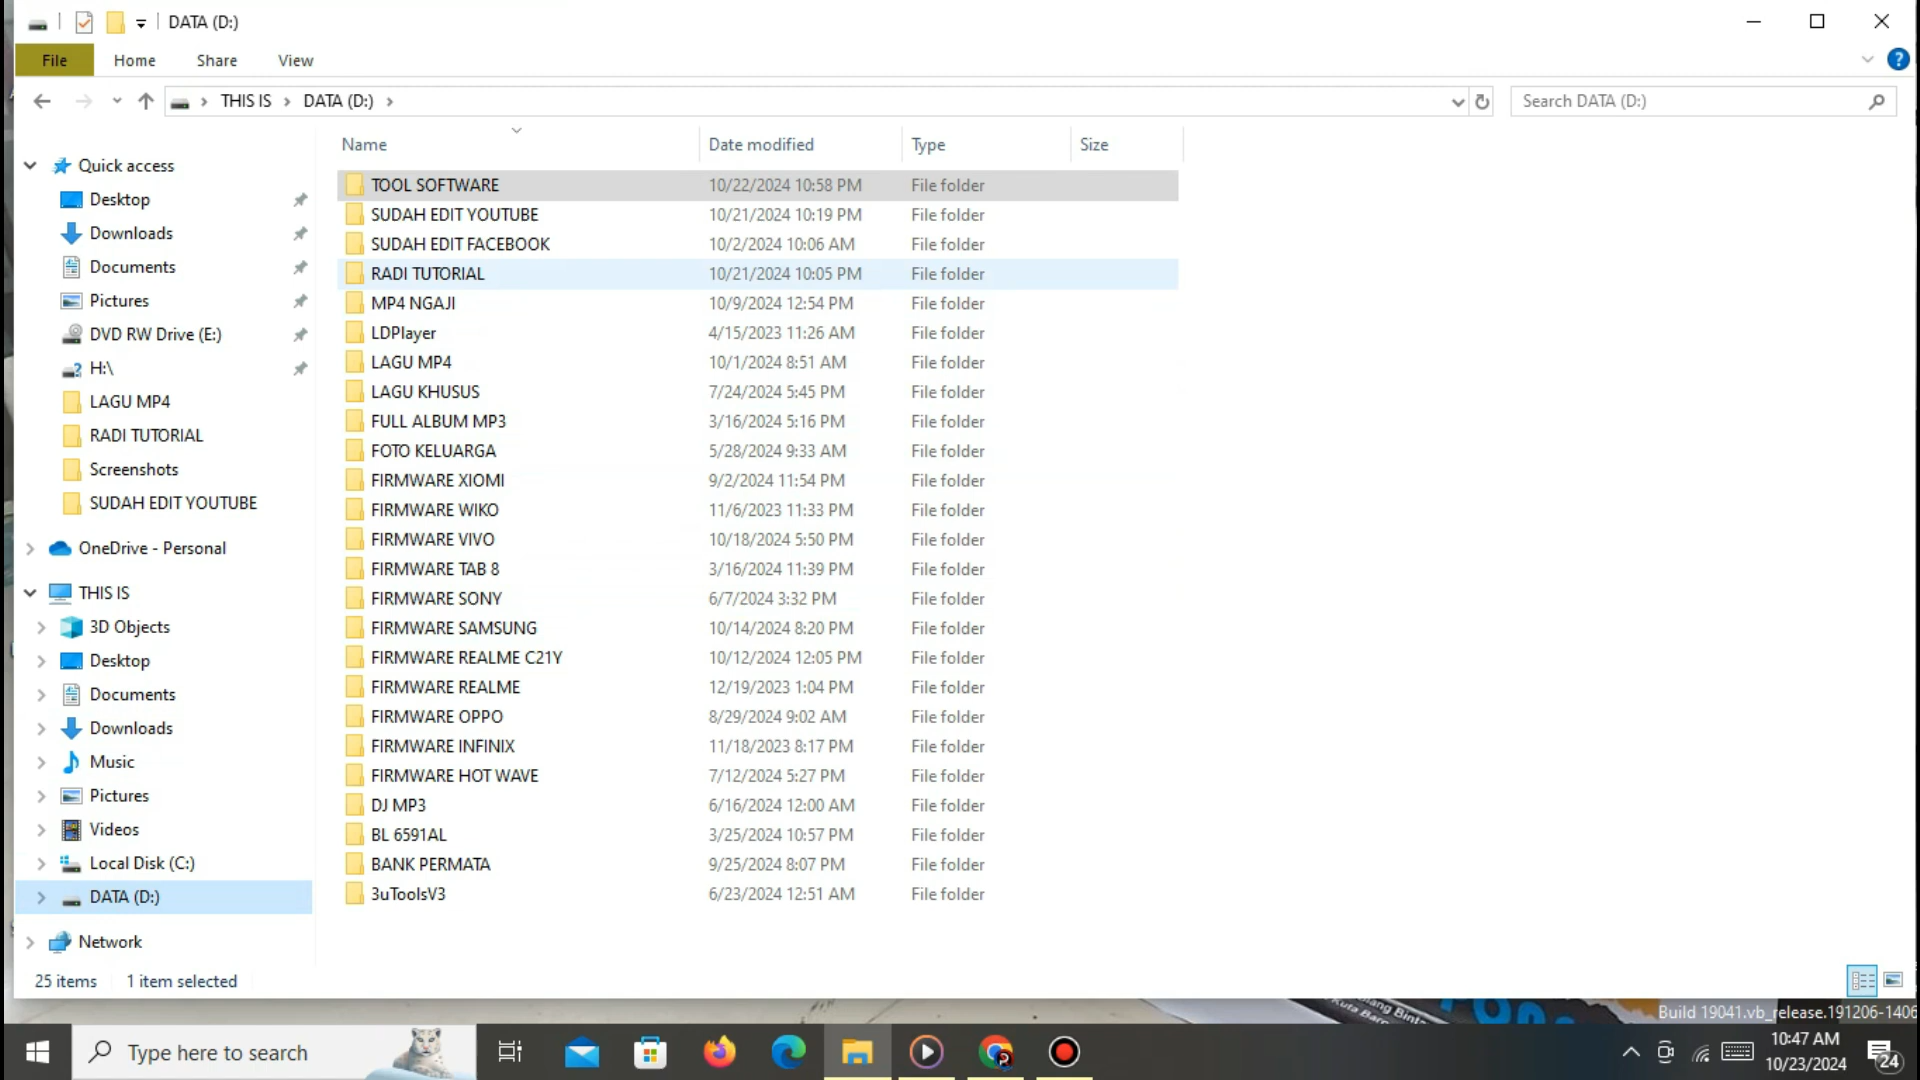 DATA (D:)
File Home Share View
THIS IS DATA (D:) Search DATA (D:)
Name Date modified Type Size
Quick access
Desktop
Downloads
Documents
Pictures
DVD RW Drive (E:)
H:\
LAGU MP4
RADI TUTORIAL
Screenshots
SUDAH EDIT YOUTUBE
OneDrive - Personal
THIS IS
3D Objects
Desktop
Documents
Downloads
Music
Pictures
Videos
Local Disk (C:)
DATA (D:)
Network
TOOL SOFTWARE 10/22/2024 10:58 PM File folder
SUDAH EDIT YOUTUBE 10/21/2024 10:19 PM File folder
SUDAH EDIT FACEBOOK 10/2/2024 10:06 AM File folder
RADI TUTORIAL 10/21/2024 10:05 PM File folder
MP4 NGAJI 10/9/2024 12:54 PM File folder
LDPlayer 4/15/2023 11:26 AM File folder
LAGU MP4 10/1/2024 8:51 AM File folder
LAGU KHUSUS 7/24/2024 5:45 PM File folder
FULL ALBUM MP3 3/16/2024 5:16 PM File folder
FOTO KELUARGA 5/28/2024 9:33 AM File folder
FIRMWARE XIOMI 9/2/2024 11:54 PM File folder
FIRMWARE WIKO 11/6/2023 11:33 PM File folder
FIRMWARE VIVO 10/18/2024 5:50 PM File folder
FIRMWARE TAB 8 3/16/2024 11:39 PM File folder
FIRMWARE SONY 6/7/2024 3:32 PM File folder
FIRMWARE SAMSUNG 10/14/2024 8:20 PM File folder
FIRMWARE REALME C21Y 10/12/2024 12:05 PM File folder
FIRMWARE REALME 12/19/2023 1:04 PM File folder
FIRMWARE OPPO 8/29/2024 9:02 AM File folder
FIRMWARE INFINIX 11/18/2023 8:17 PM File folder
FIRMWARE HOT WAVE 7/12/2024 5:27 PM File folder
DJ MP3 6/16/2024 12:00 AM File folder
BL 6591AL 3/25/2024 10:57 PM File folder
BANK PERMATA 9/25/2024 8:07 PM File folder
3uToolsV3 6/23/2024 12:51 AM File folder
25 items 1 item selected
Build 19041.vb_release.191206-1406
Type here to search
10:47 AM
10/23/2024
24